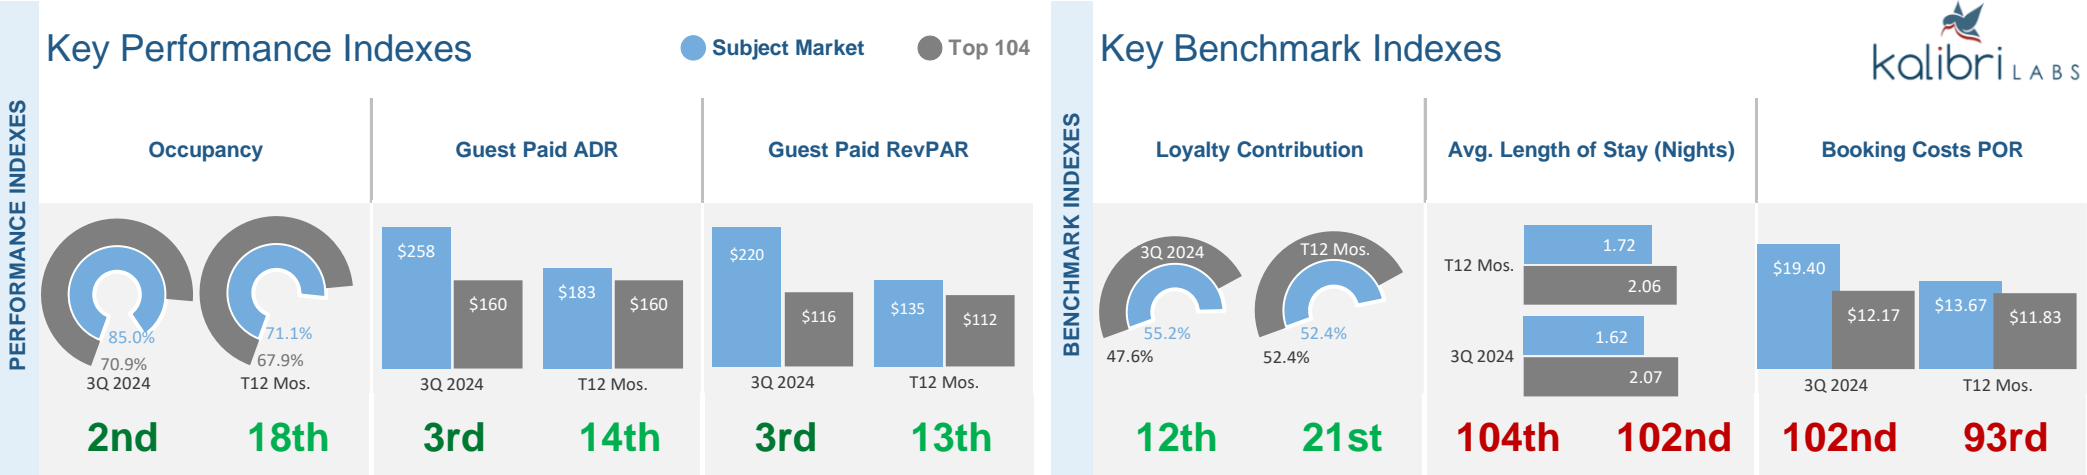 PERFORMANCE INDEXES
Key Performance Indexes
Subject Market
Top 104
Occupancy
Guest Paid ADR
Guest Paid RevPAR
85.0%
70.9%
3Q 2024
71.1%
67.9%
T12 Mos.
$258
$160
3Q 2024
$183
$160
T12 Mos.
$220
$116
3Q 2024
$135
$112
T12 Mos.
2nd
18th
3rd
14th
3rd
13th
BENCHMARK INDEXES
Key Benchmark Indexes
kalibri LABS
Loyalty Contribution
Avg. Length of Stay (Nights)
Booking Costs POR
3Q 2024
55.2%
47.6%
T12 Mos.
52.4%
52.4%
T12 Mos.
1.72
2.06
3Q 2024
1.62
2.07
$19.40
$12.17
3Q 2024
$13.67
$11.83
T12 Mos.
12th
21st
104th
102nd
102nd
93rd